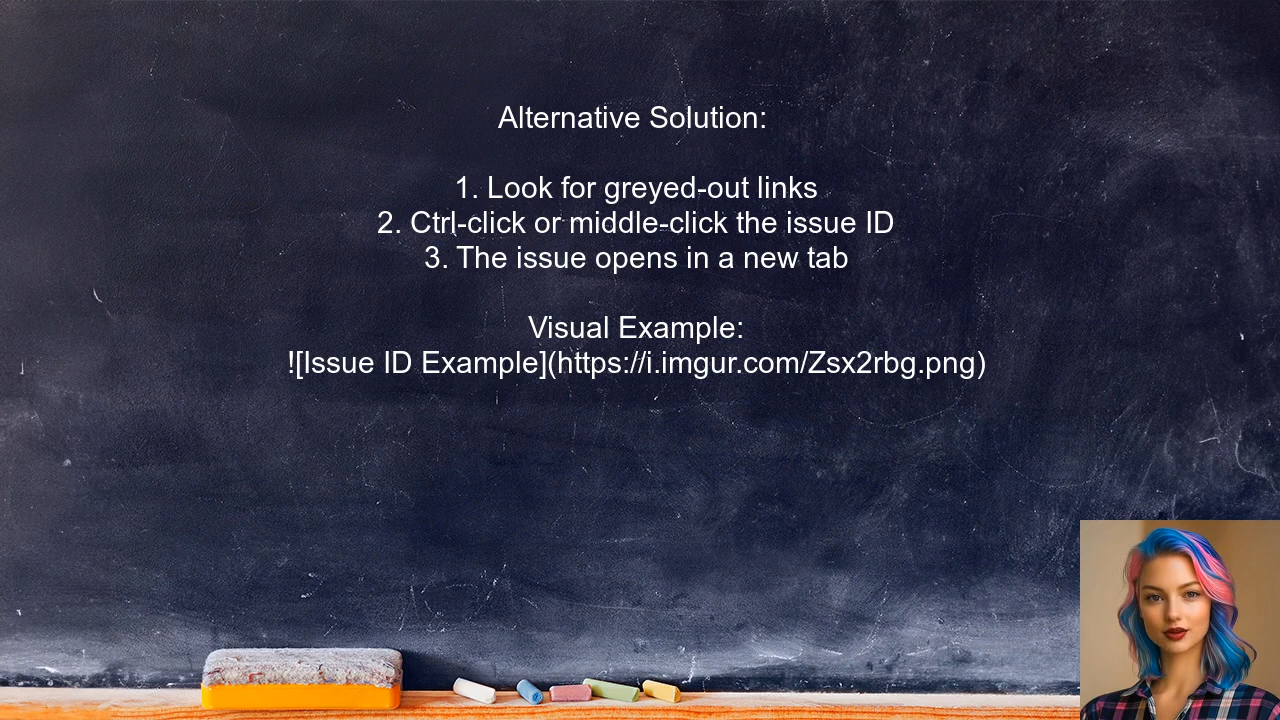 Alternative Solution:
1. Look for greyed-out links
2. Ctrl-click or middle-click the issue ID
3. The issue opens in a new tab
Visual Example:
![Issue ID Example](https://i.imgur.com/Zsx2rbg.png)